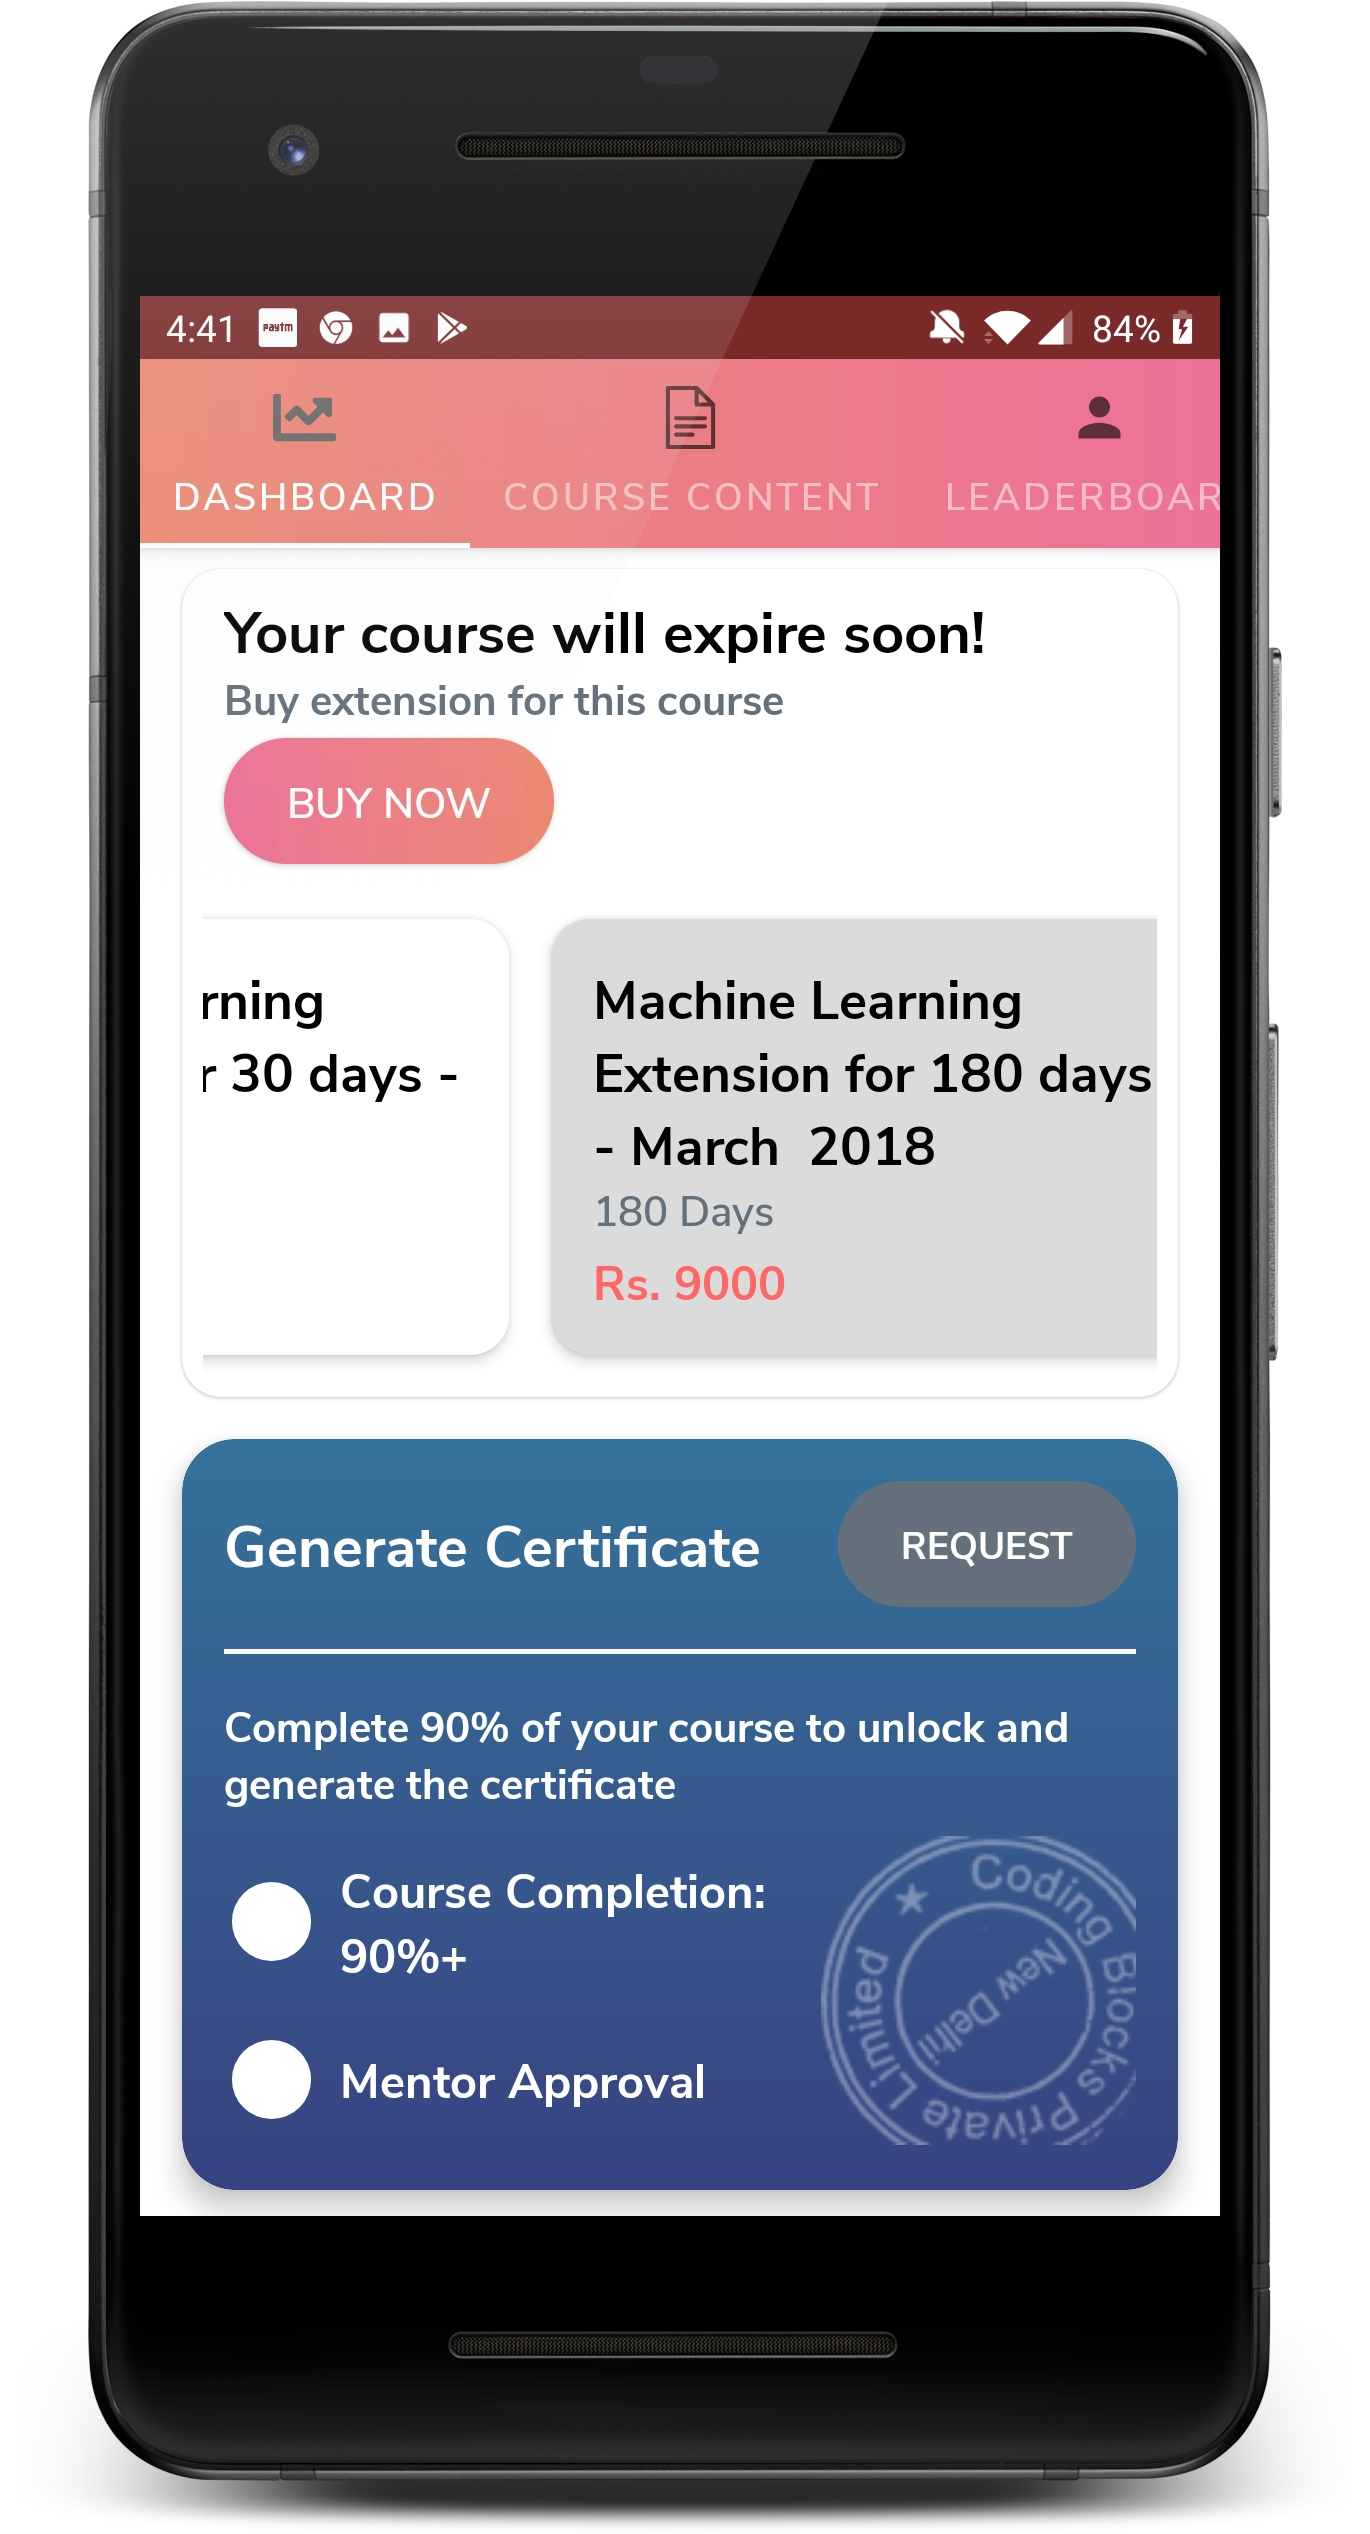 4:41 paytm 84%
DASHBOARD COURSE CONTENT LEADERBOAR
Your course will expire soon!
Buy extension for this course
BUY NOW
rning
r 30 days -
Machine Learning
Extension for 180 days
- March 2018
180 Days
Rs. 9000
Generate Certificate
REQUEST
Complete 90% of your course to unlock and
generate the certificate
Course Completion:
90%+
Mentor Approval
Coding Blocks Private Limited
New Delhi